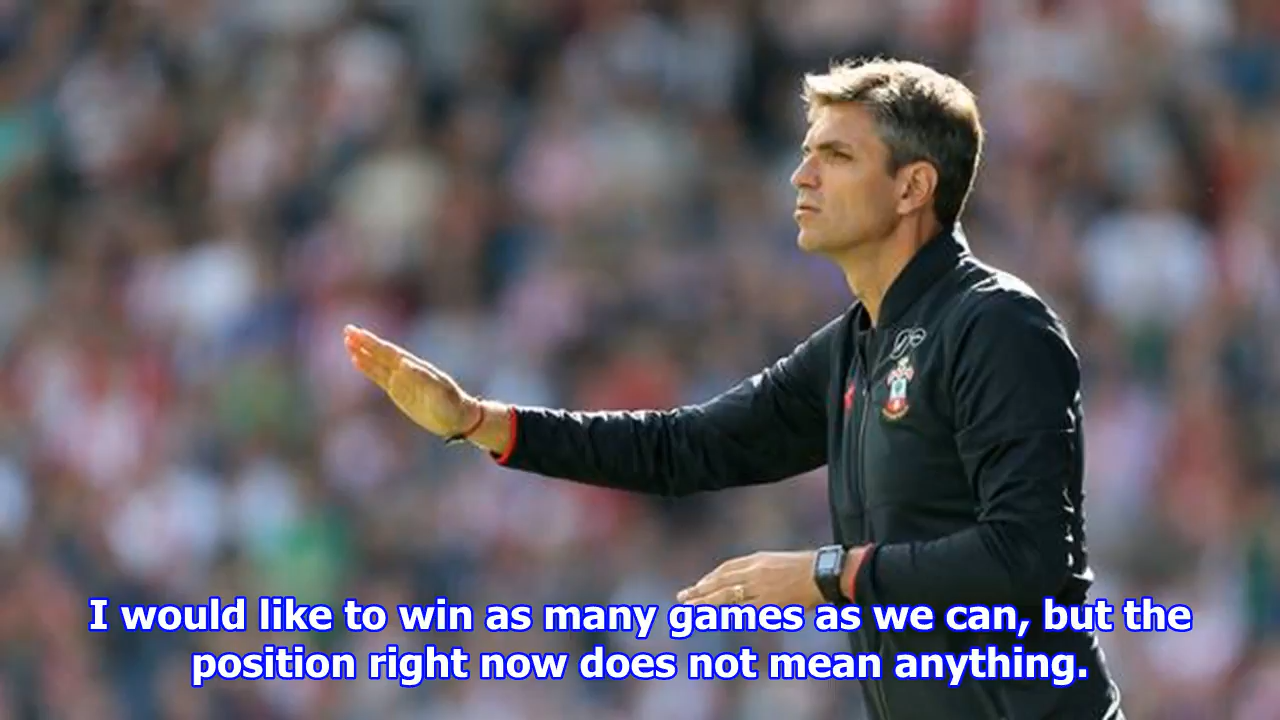 I would like to win as many games as we can, but the
position right now does not mean anything.